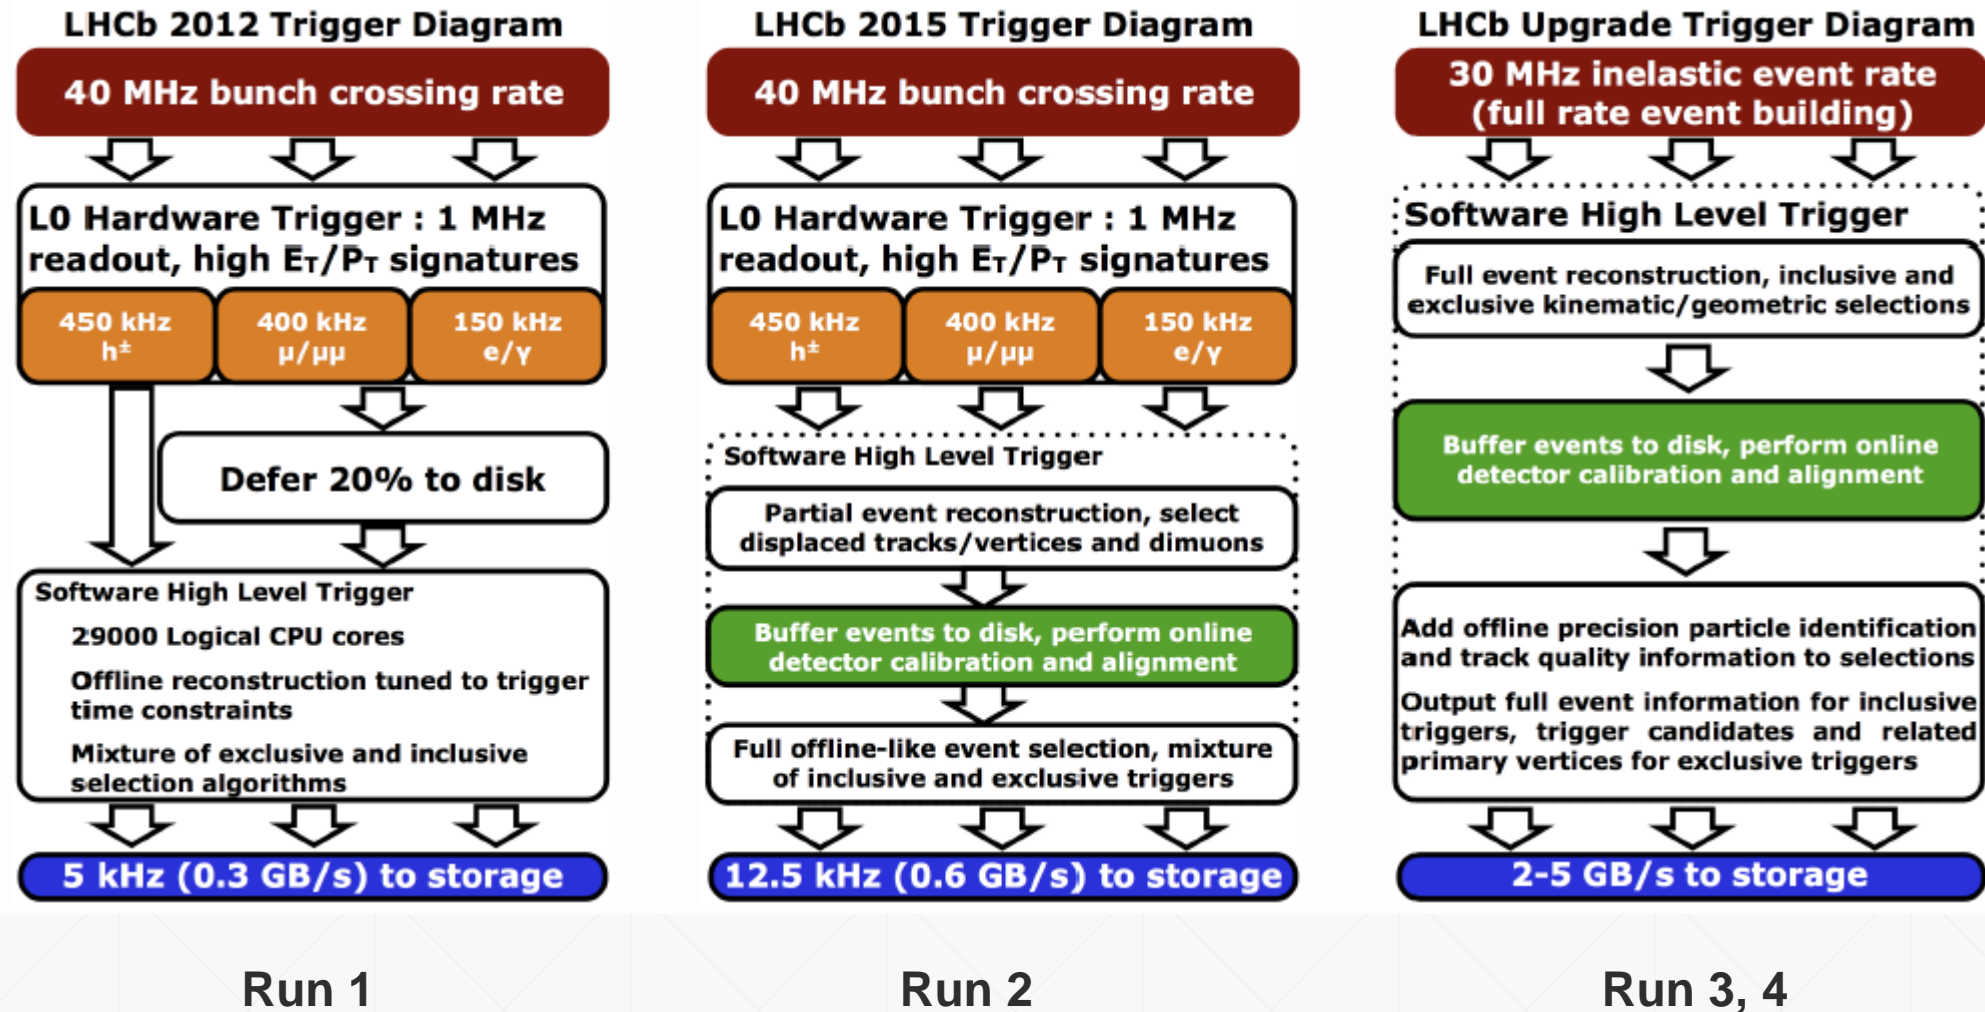 LHCb 2012 Trigger Diagram
40 MHz bunch crossing rate
L0 Hardware Trigger : 1 MHz
readout, high Eᴛ/Pᴛ signatures
450 kHz
h±
400 kHz
μ/μμ
150 kHz
e/γ
Defer 20% to disk
Software High Level Trigger
29000 Logical CPU cores
Offline reconstruction tuned to trigger
time constraints
Mixture of exclusive and inclusive
selection algorithms
5 kHz (0.3 GB/s) to storage
Run 1
LHCb 2015 Trigger Diagram
40 MHz bunch crossing rate
L0 Hardware Trigger : 1 MHz
readout, high Eᴛ/Pᴛ signatures
450 kHz
h±
400 kHz
μ/μμ
150 kHz
e/γ
Software High Level Trigger
Partial event reconstruction, select
displaced tracks/vertices and dimuons
Buffer events to disk, perform online
detector calibration and alignment
Full offline-like event selection, mixture
of inclusive and exclusive triggers
12.5 kHz (0.6 GB/s) to storage
Run 2
LHCb Upgrade Trigger Diagram
30 MHz inelastic event rate
(full rate event building)
Software High Level Trigger
Full event reconstruction, inclusive and
exclusive kinematic/geometric selections
Buffer events to disk, perform online
detector calibration and alignment
Add offline precision particle identification
and track quality information to selections
Output full event information for inclusive
triggers, trigger candidates and related
primary vertices for exclusive triggers
2-5 GB/s to storage
Run 3, 4